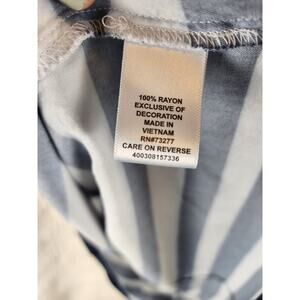 100% RAYON
EXCLUSIVE OF
DECORATION
MADE IN
VIETNAM
RN#73277
CARE ON REVERSE
400308157336